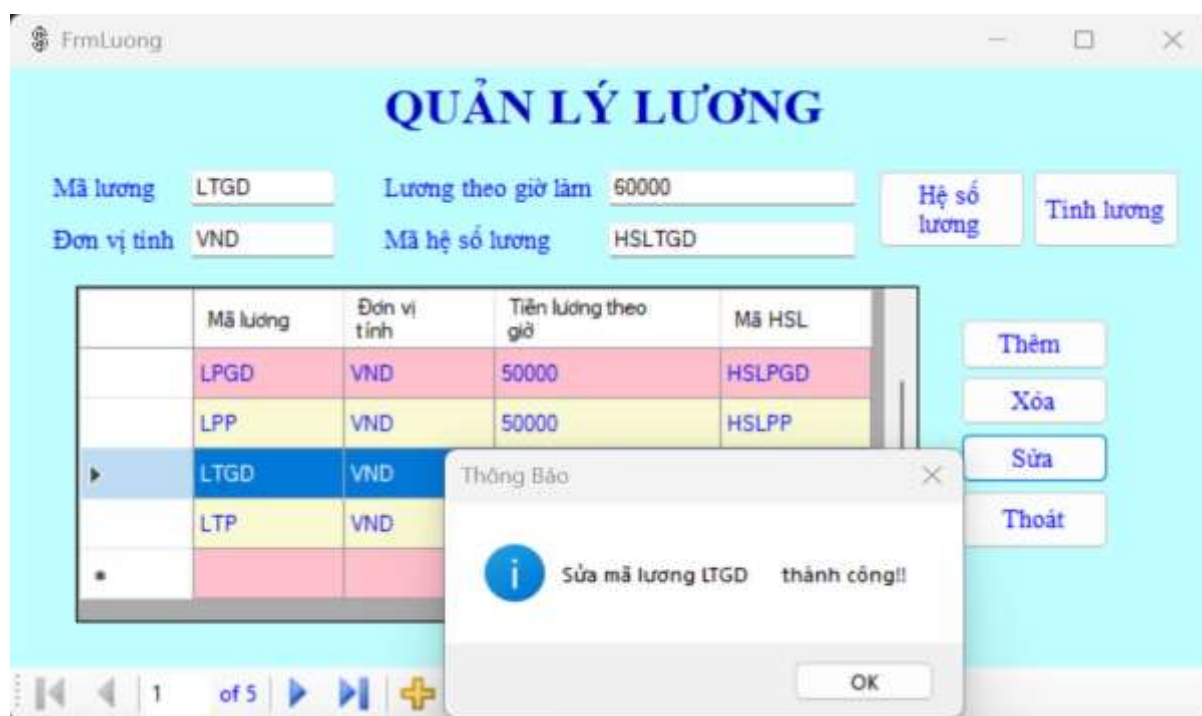 FrmLuong
QUẢN LÝ LƯƠNG
Mã lương LTGD Lương theo giờ làm 60000
Hệ số
lương
Tính lương
Đơn vị tính VND Mã hệ số lương HSLTGD
Mã lương Đơn vị
tính Tiền lương theo
giờ Mã HSL
LPGD VND 50000 HSLPGD
LPP VND 50000 HSLPP
LTGD VND
LTP VND
Thêm
Xóa
Sửa
Thoát
Thông Báo
Sửa mã lương LTGD thành công!!
OK
1 of 5